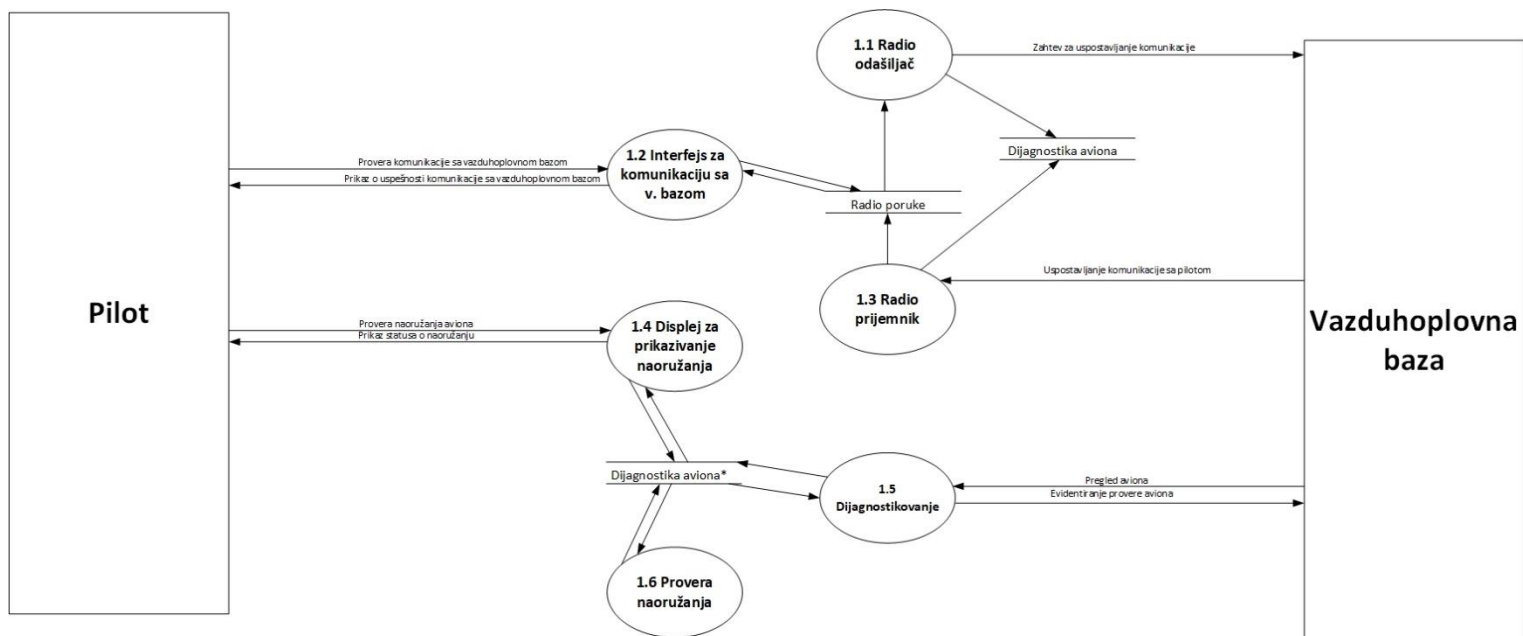 Pilot
1.1 Radio
odašiljač
Zahtev za uspostavljanje komunikacije
Dijagnostika aviona
Provera komunikacije sa vazduhoplovnom bazom
Prikaz o uspešnosti komunikacije sa vazduhoplovnom bazom
1.2 Interfejs za
komunikaciju sa
v. bazom
Radio poruke
Uspostavljanje komunikacije sa pilotom
1.3 Radio
prijemnik
Vazduhoplovna
baza
Provera naoružanja aviona
Prikaz statusa o naoružanju
1.4 Displej za
prikazivanje
naoružanja
Dijagnostika aviona*
1.5
Dijagnostikovanje
Pregled aviona
Evidentiranje provere aviona
1.6 Provera
naoružanja